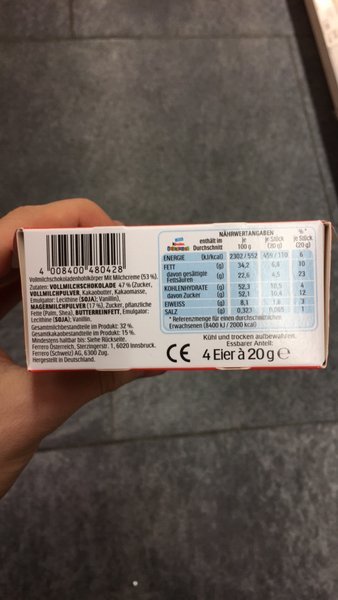 4 008400 480428
Vollmilchschokoladenhohlkörper Mit Milchcreme (53 %).
Zutaten: VOLLMILCHSCHOKOLADE 47 % (Zucker,
VOLLMILCHPULVER, Kakaobutter, Kakaomasse,
Emulgator: Lecithine (SOJA); Vanillin),
MAGERMILCHPULVER (17 %), Zucker, pflanzliche
Fette (Palm, Shea), BUTTERREINFETT, Emulgator:
Lecithine (SOJA); Vanillin.
Gesamtmilchbestandteile im Produkt: 32 %.
Gesamtkakaobestandteile im Produkt: 15 %.
Mindestens haltbar bis: Siehe Rückseite.
Ferrero Österreich, Sterzingerstr. 1, 6020 Innsbruck.
Ferrero (Schweiz) AG, 6300 Zug.
Hergestellt in Deutschland.
NÄHRWERTANGABEN
enthält im Durchschnitt je 100 g je Stück (20 g) %* je Stück (20 g)
ENERGIE (kJ/kcal) 2302/552 459/110 6
FETT (g) 34,2 6,8 10
davon gesättigte Fettsäuren (g) 22,6 4,5 23
KOHLENHYDRATE (g) 52,3 10,5 4
davon Zucker (g) 52,1 10,4 12
EIWEISS (g) 8,1 1,6 3
SALZ (g) 0,323 0,065 1
* Referenzmenge für einen durchschnittlichen
Erwachsenen (8400 kJ / 2000 kcal)
Kühl und trocken aufbewahren.
Essbarer Anteil:
CE 4 Eier à 20 g ℮